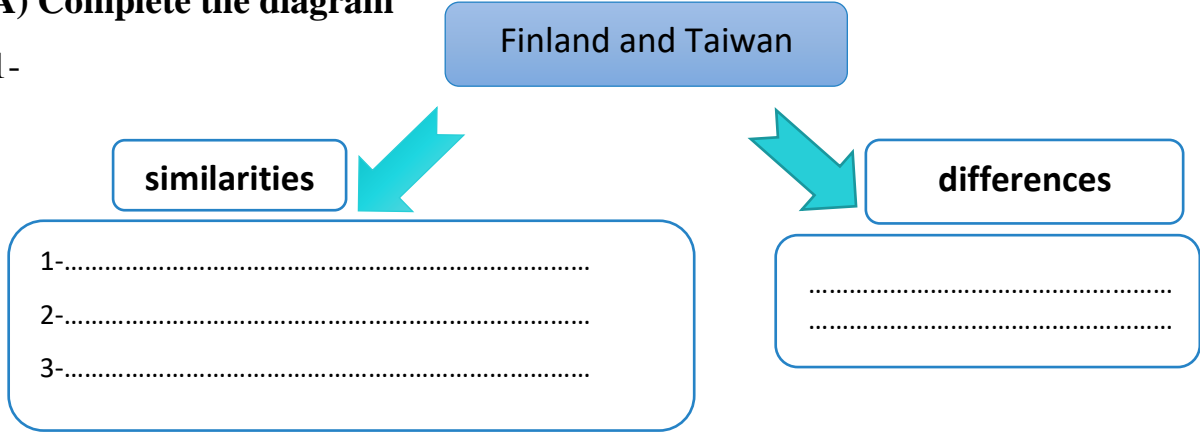 A) Complete the diagram
Finland and Taiwan
1-
similarities
differences
1-……………………………………………………………………
2-……………………………………………………………………
3-……………………………………………………………………
………………………………………………
………………………………………………